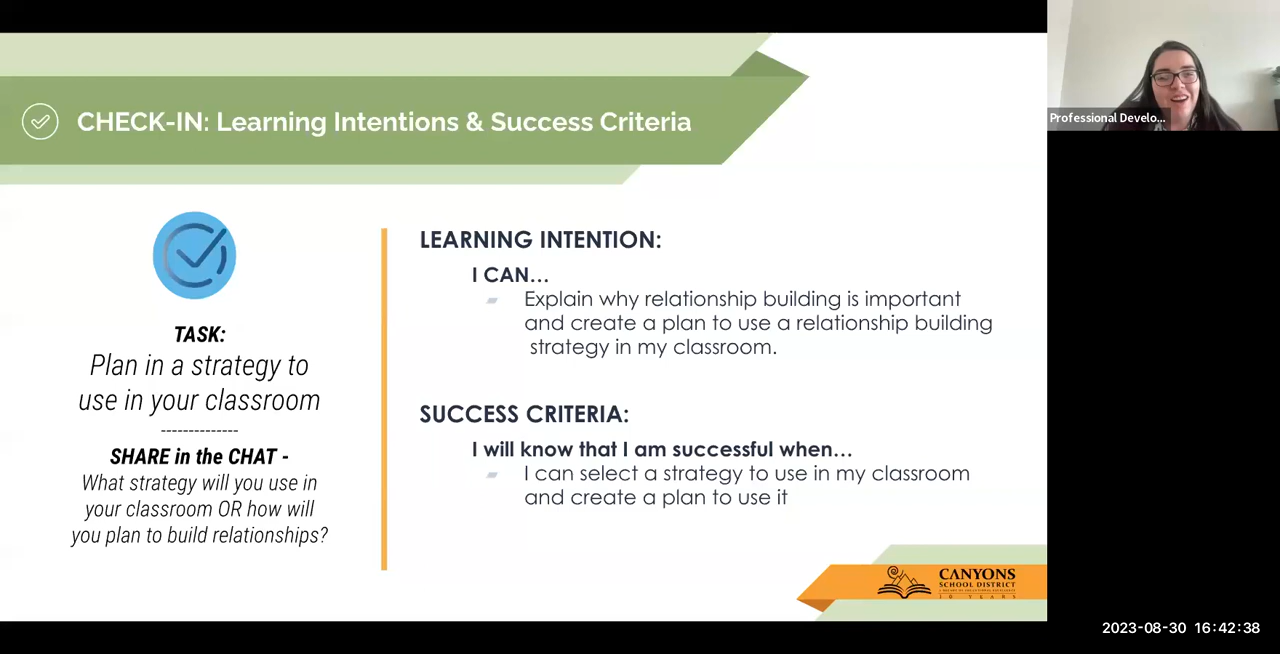 CHECK-IN: Learning Intentions & Success Criteria
TASK:
Plan in a strategy to
use in your classroom
--------------
SHARE in the CHAT -
What strategy will you use in
your classroom OR how will
you plan to build relationships?
LEARNING INTENTION:
I CAN...
Explain why relationship building is important
and create a plan to use a relationship building
strategy in my classroom.
SUCCESS CRITERIA:
I will know that I am successful when...
I can select a strategy to use in my classroom
and create a plan to use it
CANYONS
SCHOOL DISTRICT
Professional Develo...
2023-08-30 16:42:38